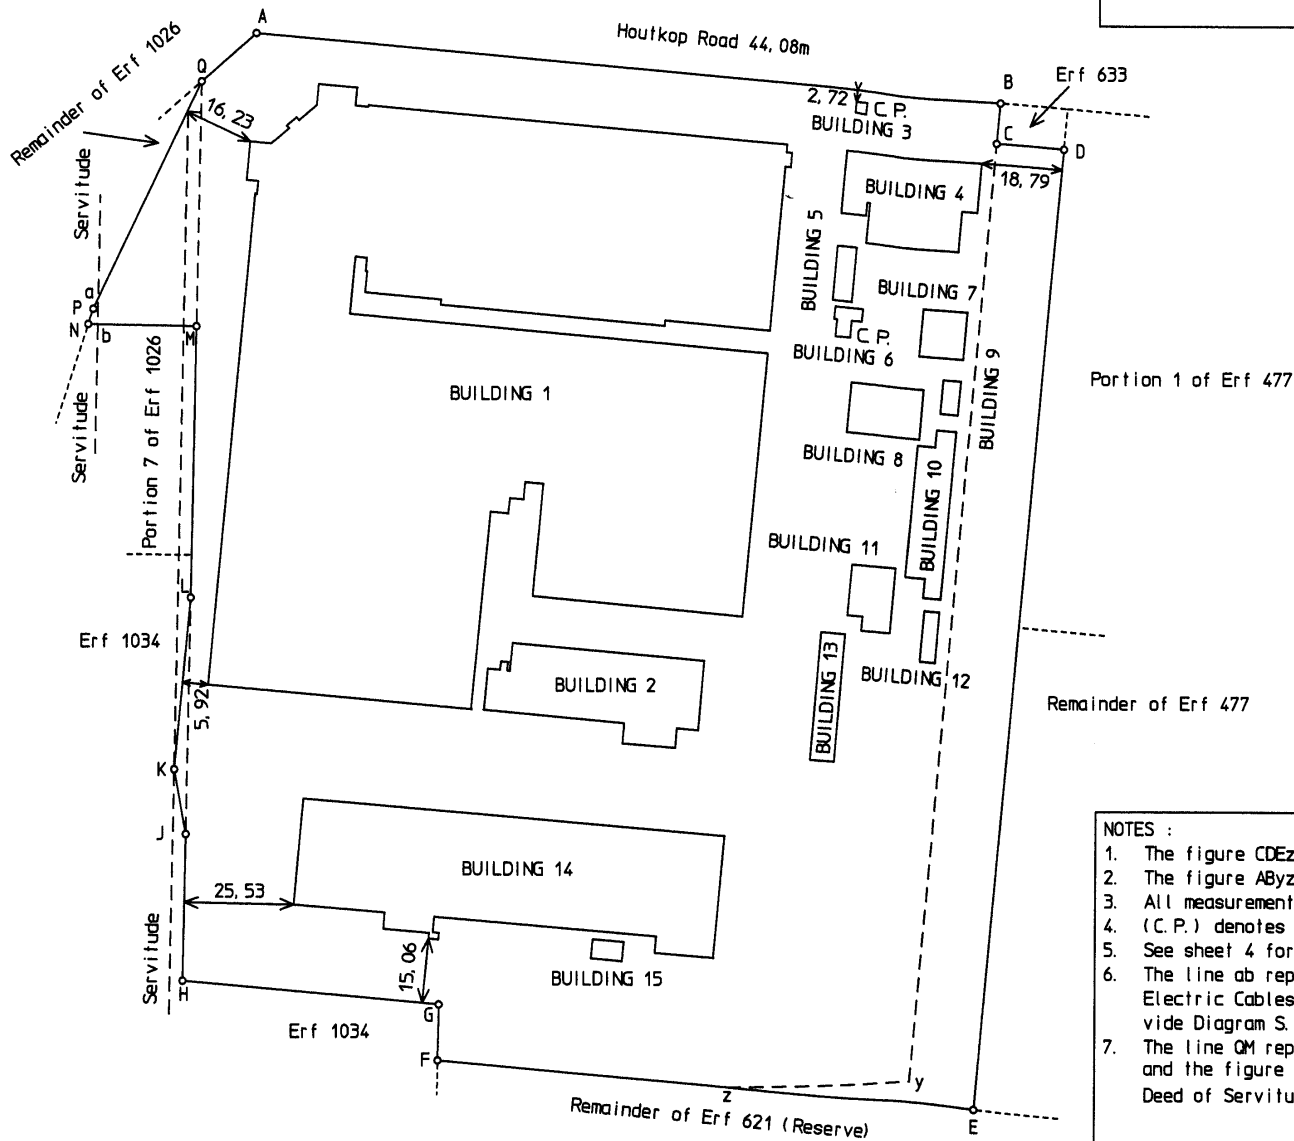 A
Houtkop Road 44,08m
Remainder of Erf 1026
Q
16,23
B
Erf 633
2,72
C.P.
BUILDING 3
C
D
18,79
BUILDING 4
Servitude
BUILDING 5
BUILDING 7
a
P
N
b
M
C.P.
BUILDING 6
BUILDING 9
Portion 1 of Erf 477
BUILDING 1
Servitude
Portion 7 of Erf 1026
BUILDING 8
BUILDING 10
BUILDING 11
L
Erf 1034
BUILDING 13
BUILDING 12
BUILDING 2
5,92
Remainder of Erf 477
K
J
BUILDING 14
25,53
15,06
BUILDING 15
Servitude
H
G
Erf 1034
F
z
y
E
Remainder of Erf 621 (Reserve)
NOTES :
1. The figure CDEz
2. The figure AByz
3. All measurement
4. (C.P.) denotes
5. See sheet 4 for
6. The line ab rep
Electric Cables
vide Diagram S.
7. The line QM rep
and the figure
Deed of Servitu